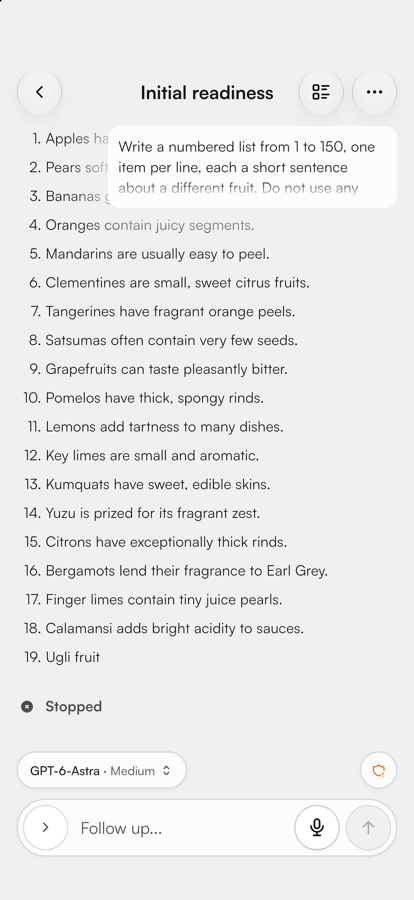 Initial readiness
Write a numbered list from 1 to 150, one
item per line, each a short sentence
about a different fruit. Do not use any
1. Apples ha
2. Pears soft
3. Bananas
4. Oranges contain juicy segments.
5. Mandarins are usually easy to peel.
6. Clementines are small, sweet citrus fruits.
7. Tangerines have fragrant orange peels.
8. Satsumas often contain very few seeds.
9. Grapefruits can taste pleasantly bitter.
10. Pomelos have thick, spongy rinds.
11. Lemons add tartness to many dishes.
12. Key limes are small and aromatic.
13. Kumquats have sweet, edible skins.
14. Yuzu is prized for its fragrant zest.
15. Citrons have exceptionally thick rinds.
16. Bergamots lend their fragrance to Earl Grey.
17. Finger limes contain tiny juice pearls.
18. Calamansi adds bright acidity to sauces.
19. Ugli fruit
Stopped
GPT-6-Astra · Medium
Follow up...